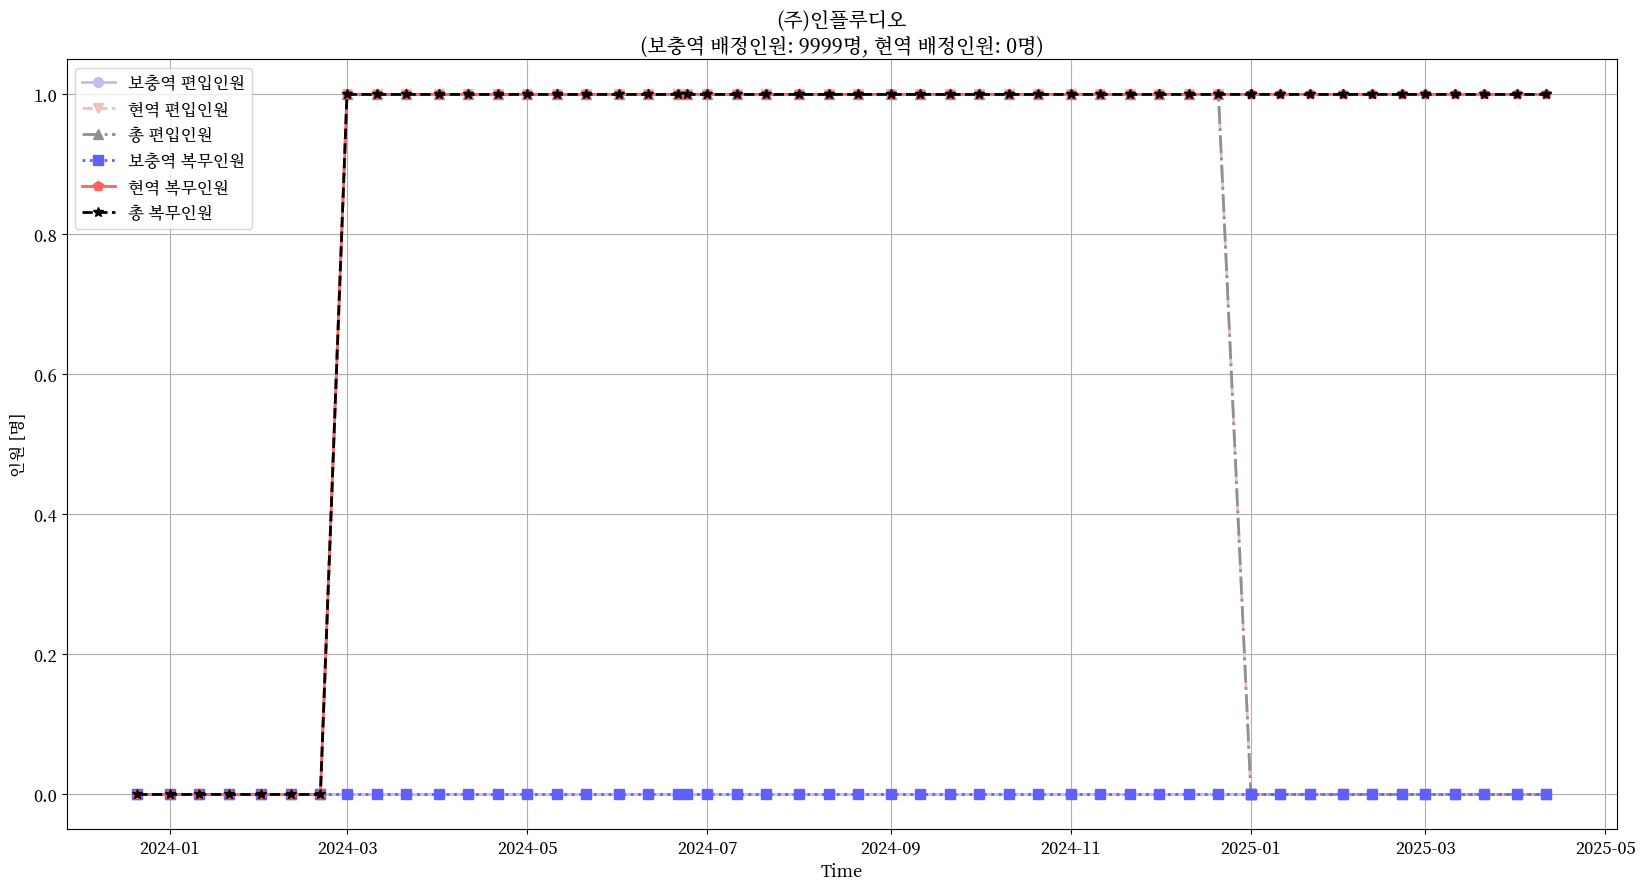 (주)인플루디오
(보충역 배정인원: 9999명, 현역 배정인원: 0명)
보충역 편입인원
현역 편입인원
총 편입인원
보충역 복무인원
현역 복무인원
총 복무인원
인원 [명]
1.0
0.8
0.6
0.4
0.2
0.0
2024-01
2024-03
2024-05
2024-07
2024-09
2024-11
2025-01
2025-03
2025-05
Time